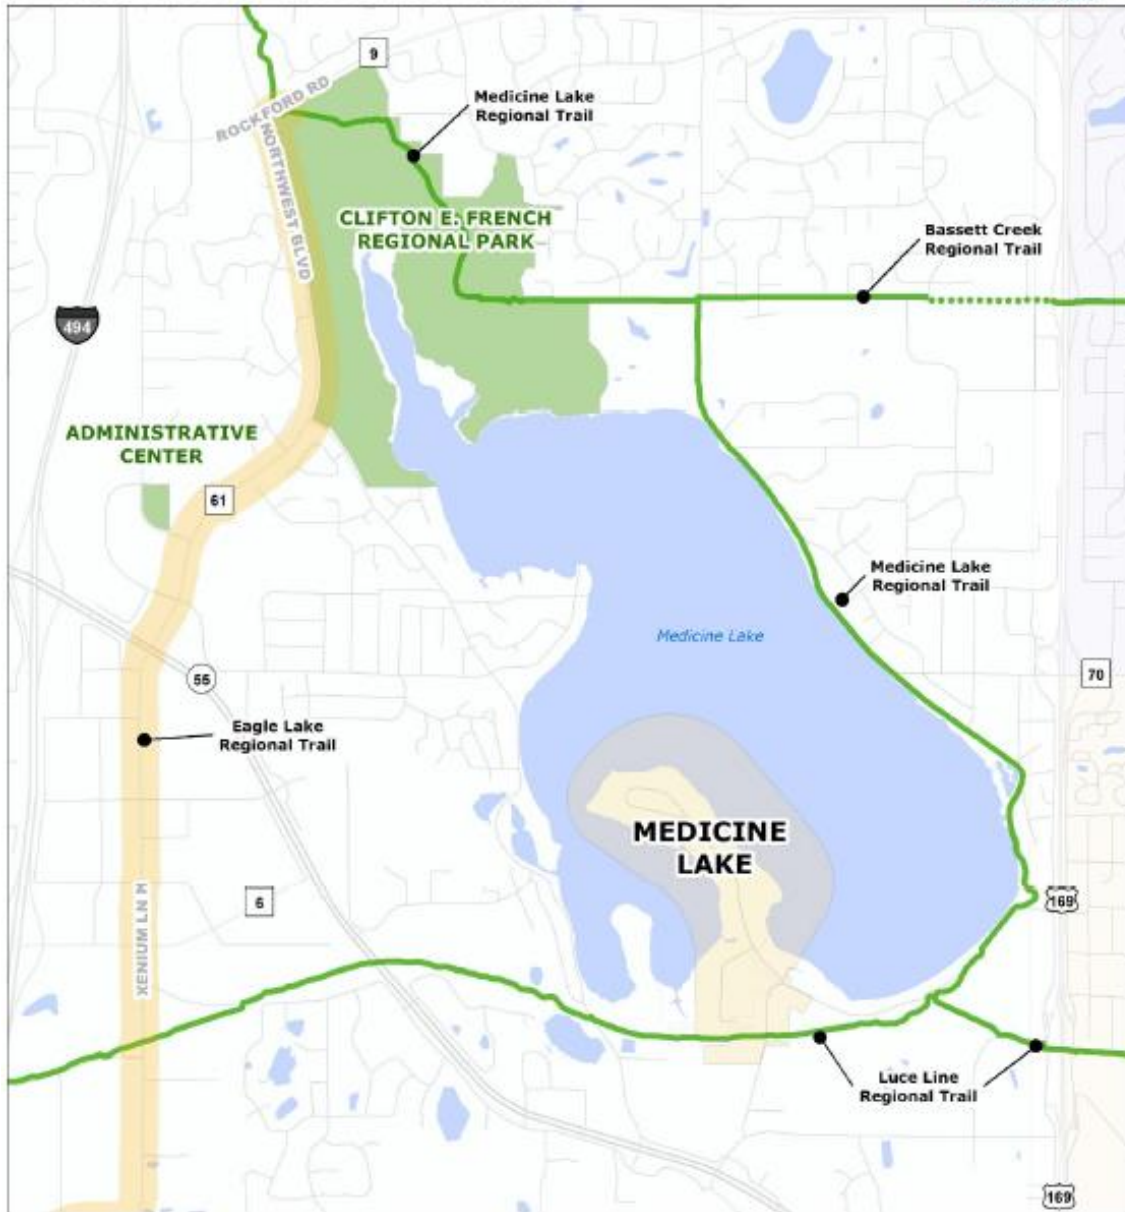 9
ROCKFORD RD
Medicine Lake
Regional Trail
NORTHWEST BLVD
CLIFTON E. FRENCH
REGIONAL PARK
Bassett Creek
Regional Trail
494
ADMINISTRATIVE
CENTER
61
Medicine Lake
Regional Trail
Medicine Lake
70
55
Eagle Lake
Regional Trail
MEDICINE
LAKE
6
169
XENIUM LN N
Luce Line
Regional Trail
169